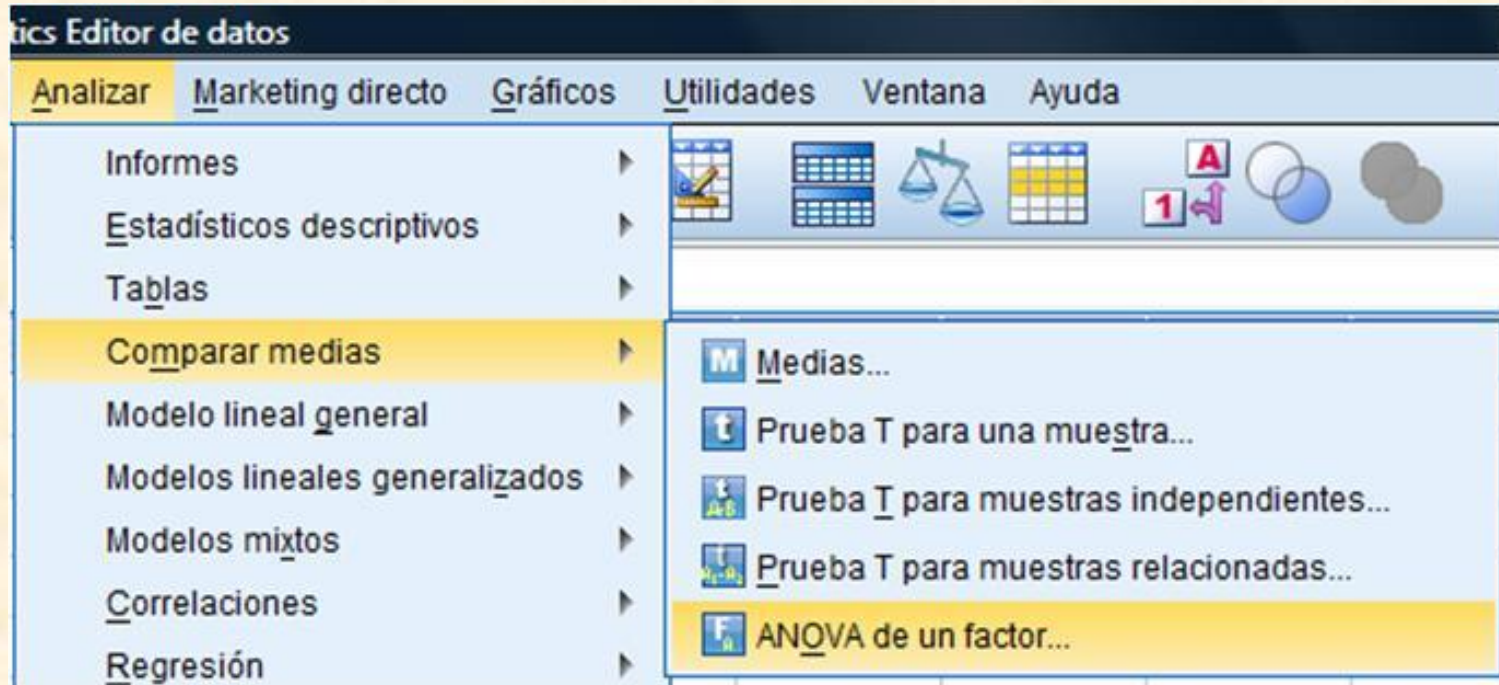 tics Editor de datos
Analizar Marketing directo Gráficos Utilidades Ventana Ayuda
Informes
Estadísticos descriptivos
Tablas
Comparar medias
Modelo lineal general
Modelos lineales generalizados
Modelos mixtos
Correlaciones
Regresión
A
1
M Medias...
t Prueba T para una muestra...
Prueba T para muestras independientes...
Prueba T para muestras relacionadas...
ANOVA de un factor...